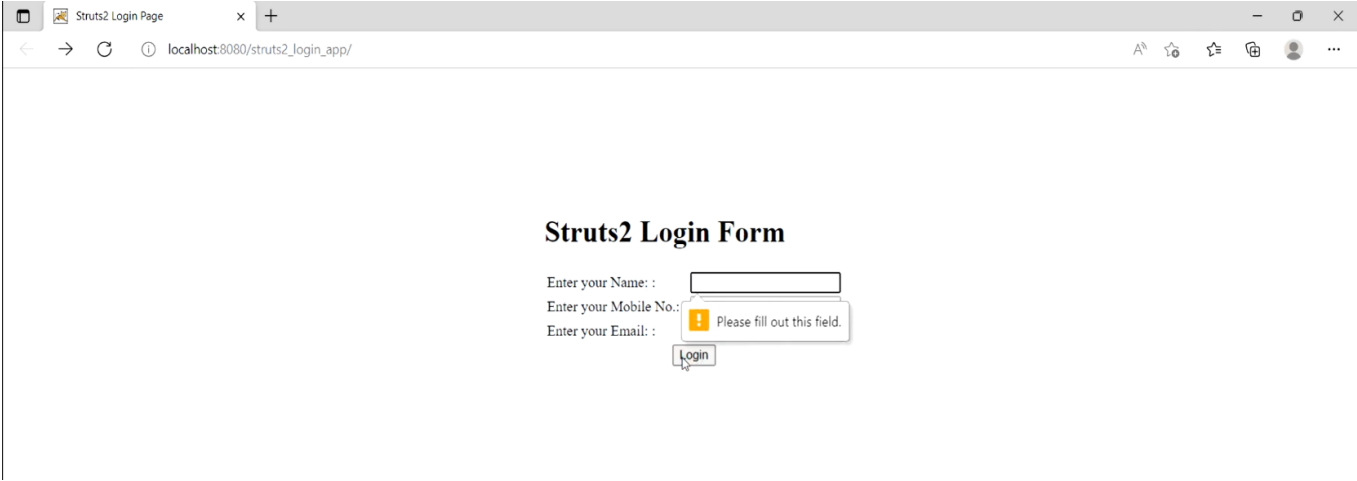 Struts2 Login Page
localhost:8080/struts2_login_app/
Struts2 Login Form
Enter your Name: :
Enter your Mobile No.:
Please fill out this field.
Enter your Email: :
Login